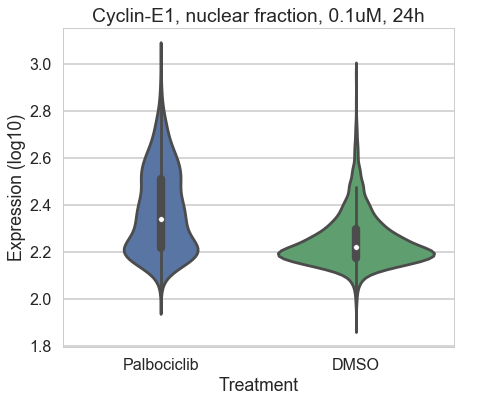 Cyclin-E1, nuclear fraction, 0.1uM, 24h
Expression (log10)
3.0
2.8
2.6
2.4
2.2
2.0
1.8
Palbociclib DMSO
Treatment